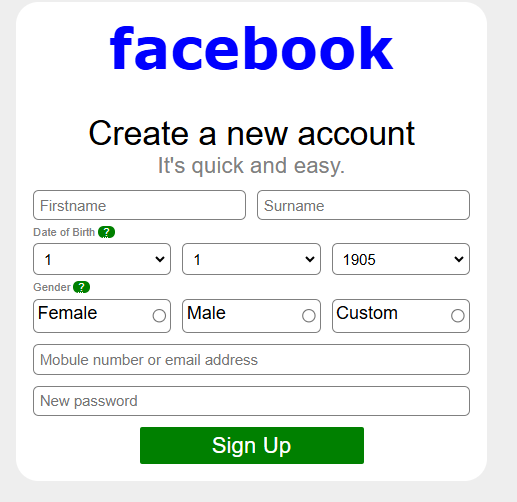 facebook
Create a new account
It's quick and easy.
Firstname Surname
Date of Birth ?
1 1 1905
Gender ?
Female Male Custom
Mobule number or email address
New password
Sign Up